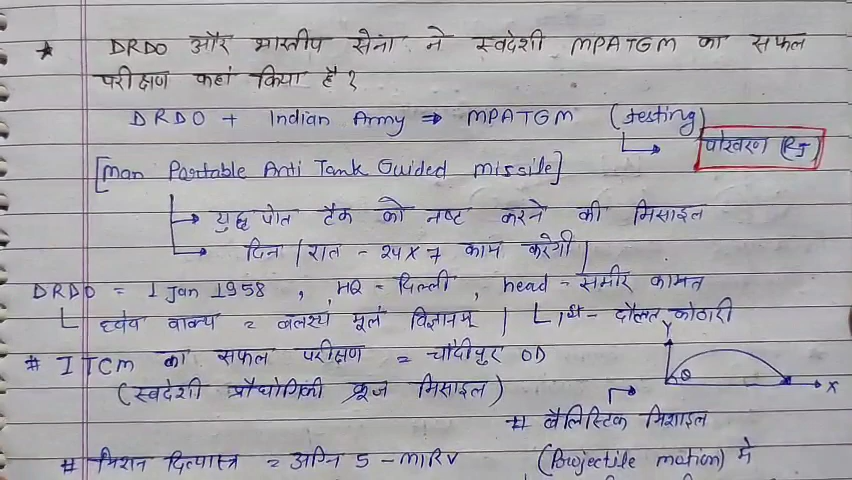 ★ DRDO और भारतीय सेना ने स्वदेशी MPATGM का सफल
परीक्षण कहां किया है?
DRDO + Indian Army ⇒ MPATGM (testing)
↳ पोखरण (RJ)
[Man Partable Anti Tank Guided missile]
→ युद्ध पोत टैंक को नष्ट करने की मिसाइल
→ दिन / रात - 24 x 7 काम करेगी |
DRDO = 1 Jan 1958 , HQ - दिल्ली , head = समीर कामत
ध्येय वाक्य = बलस्य मूलं विज्ञानम् | 1st - दौलत कोठारी
# ITCM का सफल परीक्षण = चांदीपुर OD
(स्वदेशी प्रौद्योगिकी क्रूज मिसाइल)
Y
θ
X
# बैलिस्टिक मिसाइल
# मिशन दिव्यास्त्र = अग्नि 5 - MIRV
(Projectile motion) में